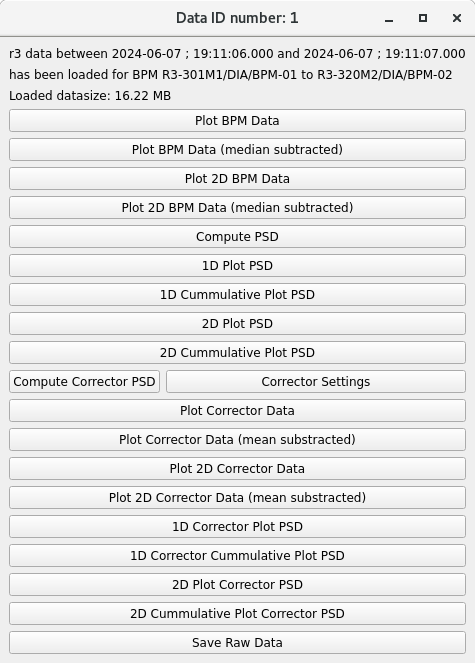 Data ID number: 1
r3 data between 2024-06-07 ; 19:11:06.000 and 2024-06-07 ; 19:11:07.000
has been loaded for BPM R3-301M1/DIA/BPM-01 to R3-320M2/DIA/BPM-02
Loaded datasize: 16.22 MB
Plot BPM Data
Plot BPM Data (median subtracted)
Plot 2D BPM Data
Plot 2D BPM Data (median subtracted)
Compute PSD
1D Plot PSD
1D Cummulative Plot PSD
2D Plot PSD
2D Cummulative Plot PSD
Compute Corrector PSD Corrector Settings
Plot Corrector Data
Plot Corrector Data (mean substracted)
Plot 2D Corrector Data
Plot 2D Corrector Data (mean substracted)
1D Corrector Plot PSD
1D Corrector Cummulative Plot PSD
2D Plot Corrector PSD
2D Cummulative Plot Corrector PSD
Save Raw Data